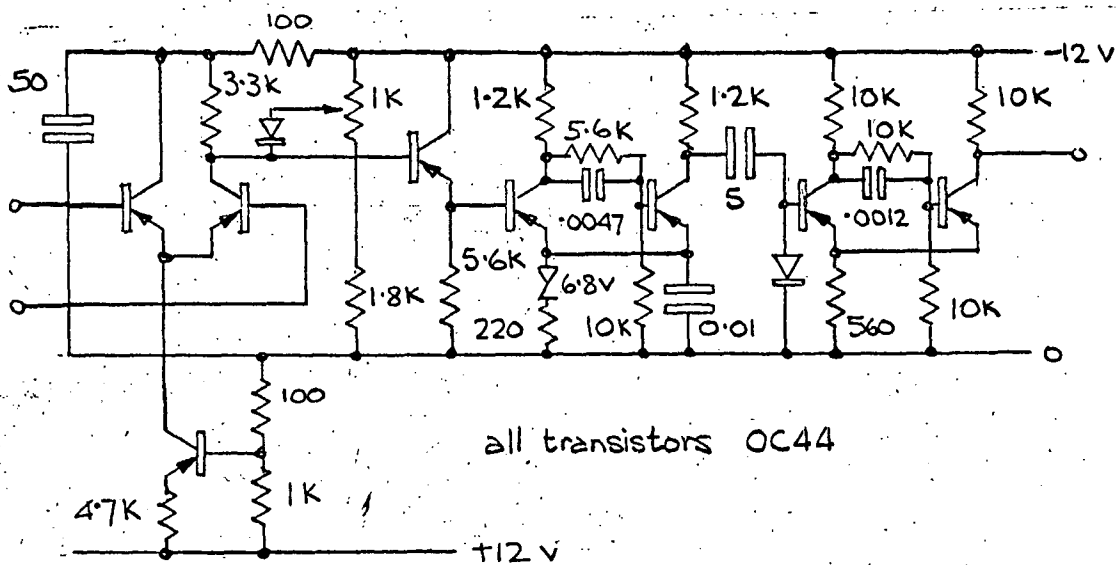 100
-12 V
50
3.3K
1K
1.2K
1.2K
10K
10K
5.6K
10K
.0047
5
.0012
5.6K
6.8V
1.8K
220
10K
0.01
560
10K
0
100
all transistors OC44
4.7K
1K
+12 V